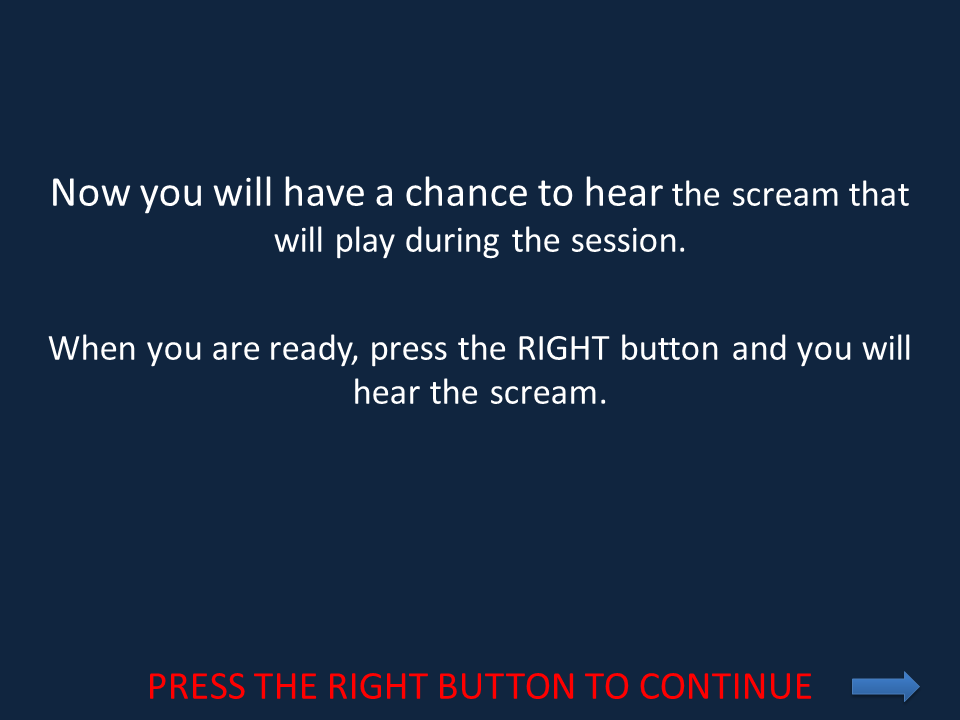 Now you will have a chance to hear the scream that
will play during the session.
When you are ready, press the RIGHT button and you will
hear the scream.
PRESS THE RIGHT BUTTON TO CONTINUE